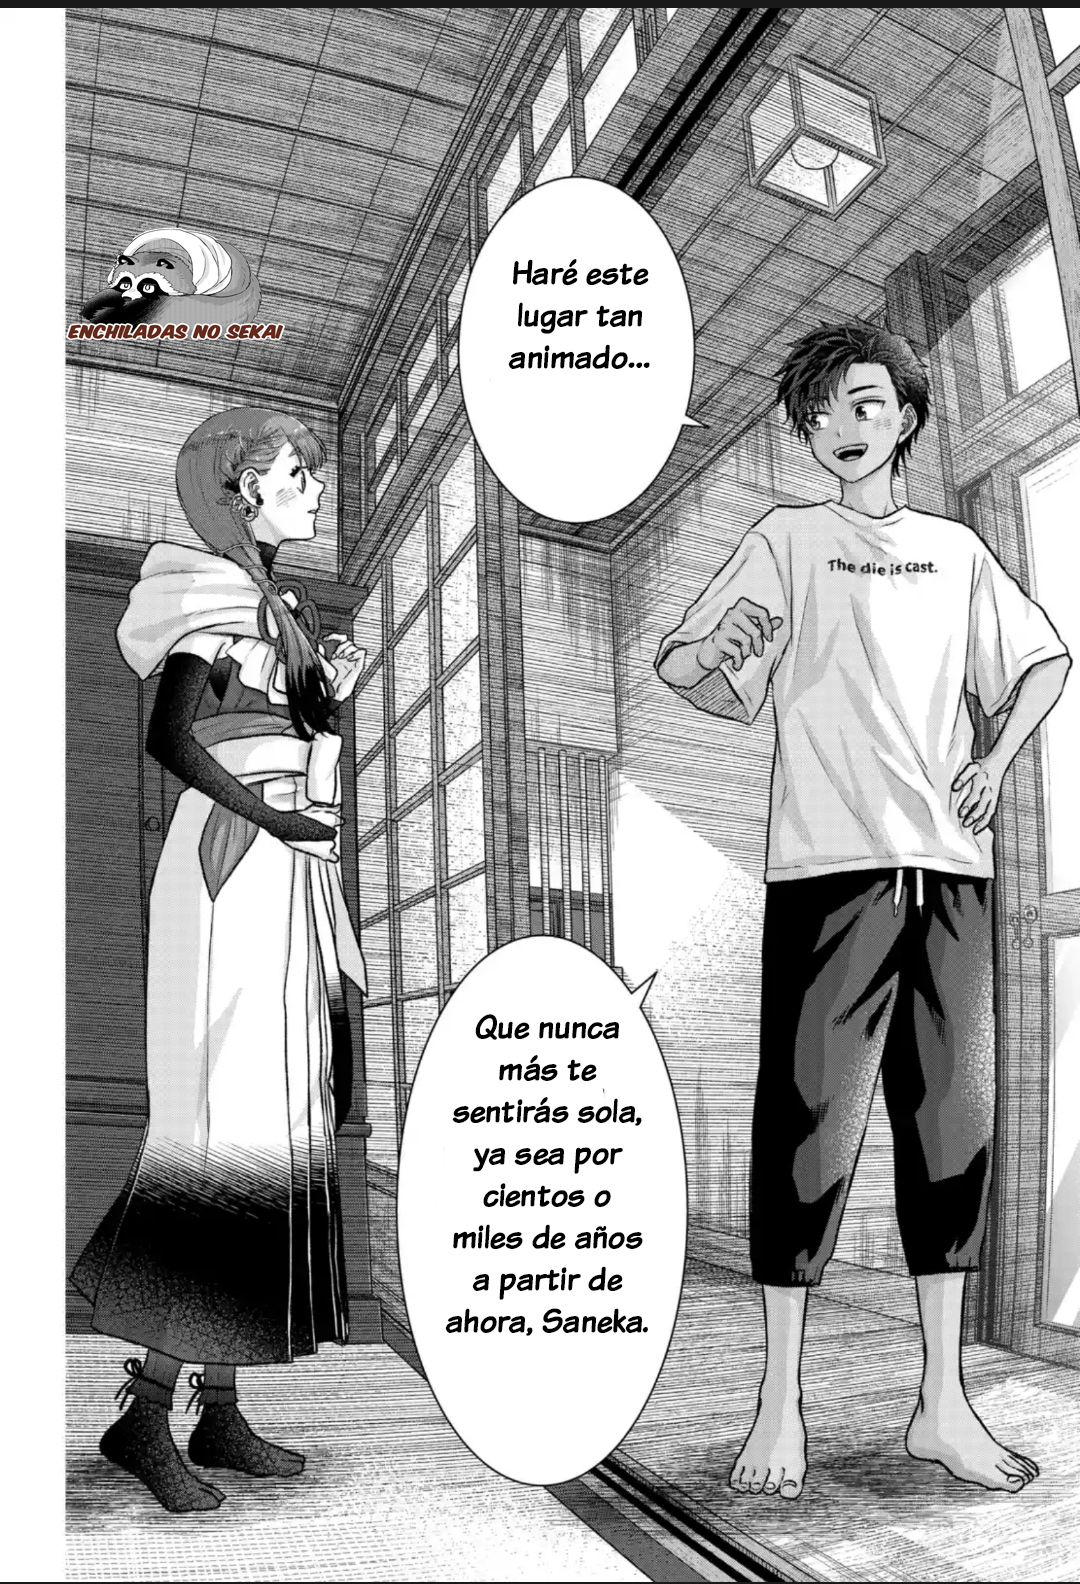 Haré este
lugar tan
animado...
ENCHILADAS NO SEKAI
The die is cast.
Que nunca
más te
sentirás sola,
ya sea por
cientos o
miles de años
a partir de
ahora, Saneka.